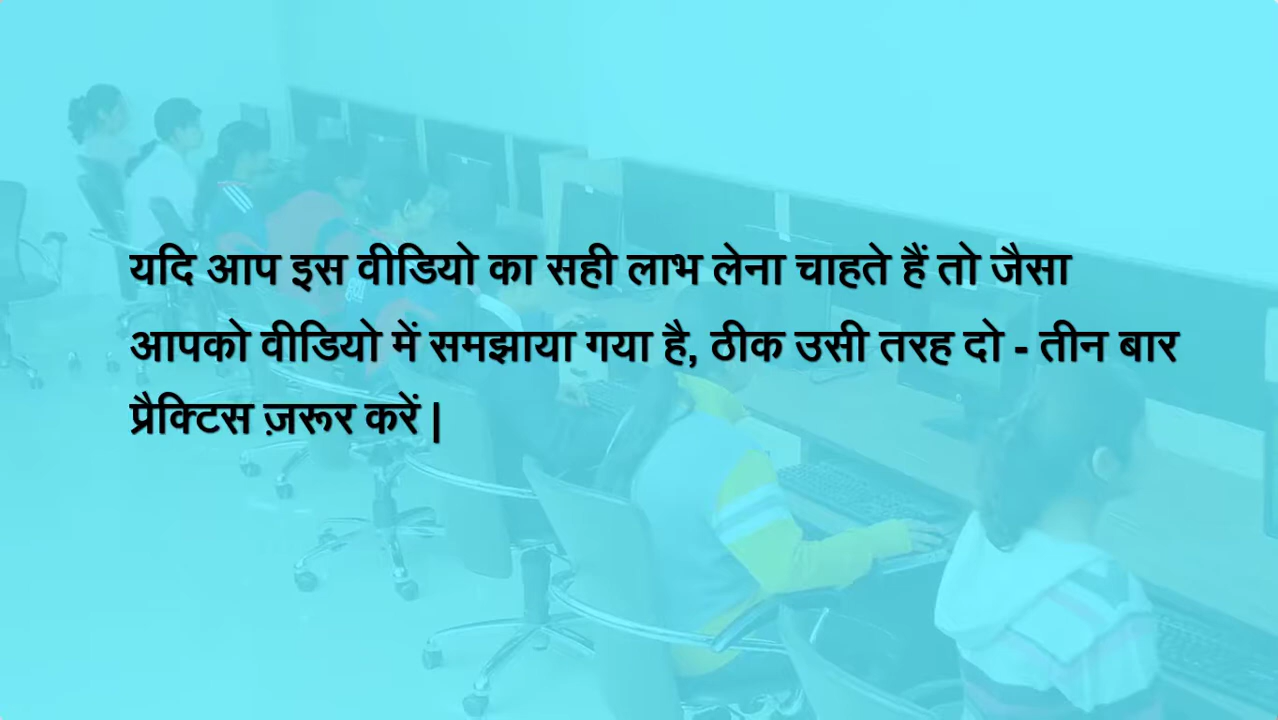 यदि आप इस वीडियो का सही लाभ लेना चाहते हैं तो जैसा
आपको वीडियो में समझाया गया है, ठीक उसी तरह दो - तीन बार
प्रैक्टिस ज़रूर करें |